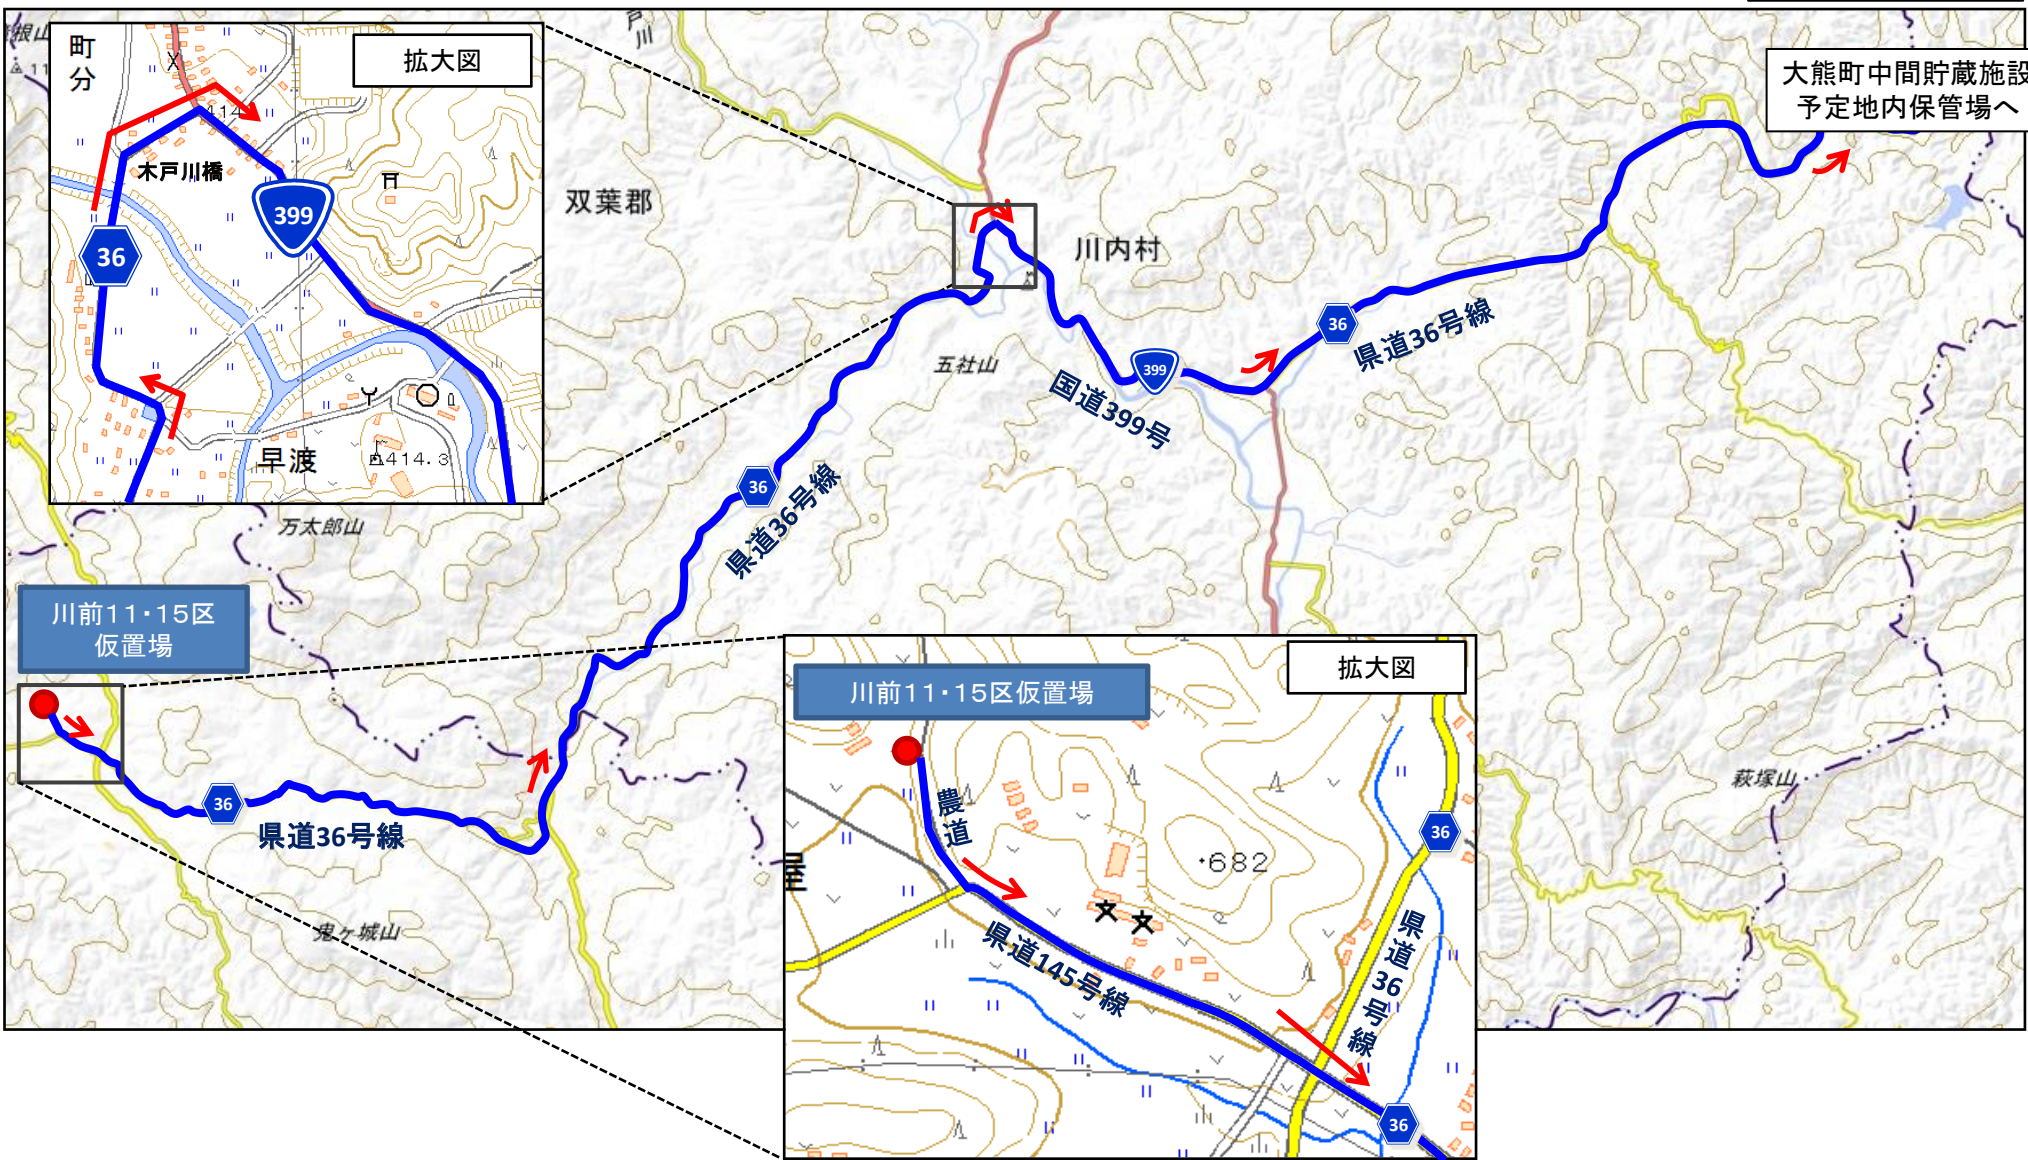 町
分
拡大図
414
木戸川橋
399
36
早渡
414.3
戸
川
双葉郡
川内村
大熊町中間貯蔵施設
予定地内保管場へ
36
県道36号線
五社山
399
国道399号
36
県道36号線
万太郎山
川前11・15区
仮置場
36
県道36号線
鬼ヶ城山
萩塚山
拡大図
川前11・15区仮置場
農道
682
屋
36
県道36号線
県道145号線
36